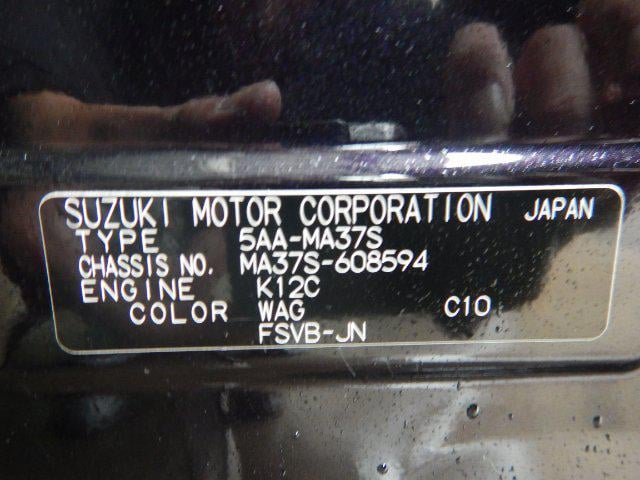 SUZUKI MOTOR CORPORATION JAPAN
TYPE 5AA-MA37S
CHASSIS NO. MA37S-608594
ENGINE K12C
COLOR WAG C10
FSVB-JN